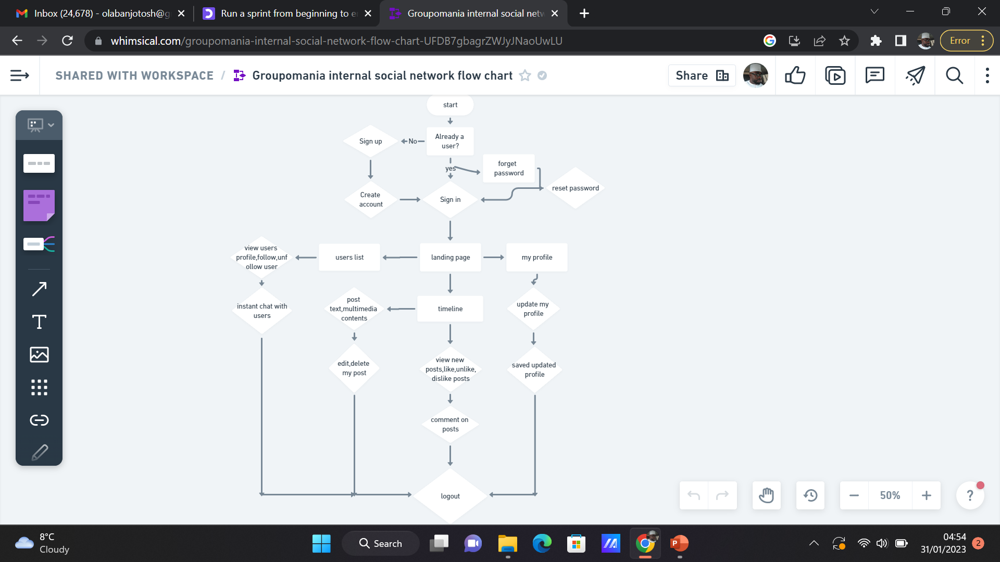 Inbox (24,678) - olabanjotosh@g
Run a sprint from beginning to e
Groupomania internal social netw
whimsical.com/groupomania-internal-social-network-flow-chart-UFDB7gbagrZWJyJNaoUwLU
Error
SHARED WITH WORKSPACE / Groupomania internal social network flow chart
Share
start
Sign up
No
Already a
user?
yes
forget
password
reset password
Create
account
Sign in
view users
profile,follow,unf
ollow user
users list
landing page
my profile
instant chat with
users
post
text,multimedia
contents
timeline
update my
profile
edit,delete
my post
view new
posts,like,unlike,
dislike posts
saved updated
profile
comment on
posts
logout
50%
?
8°C
Cloudy
Search
04:54
31/01/2023
2